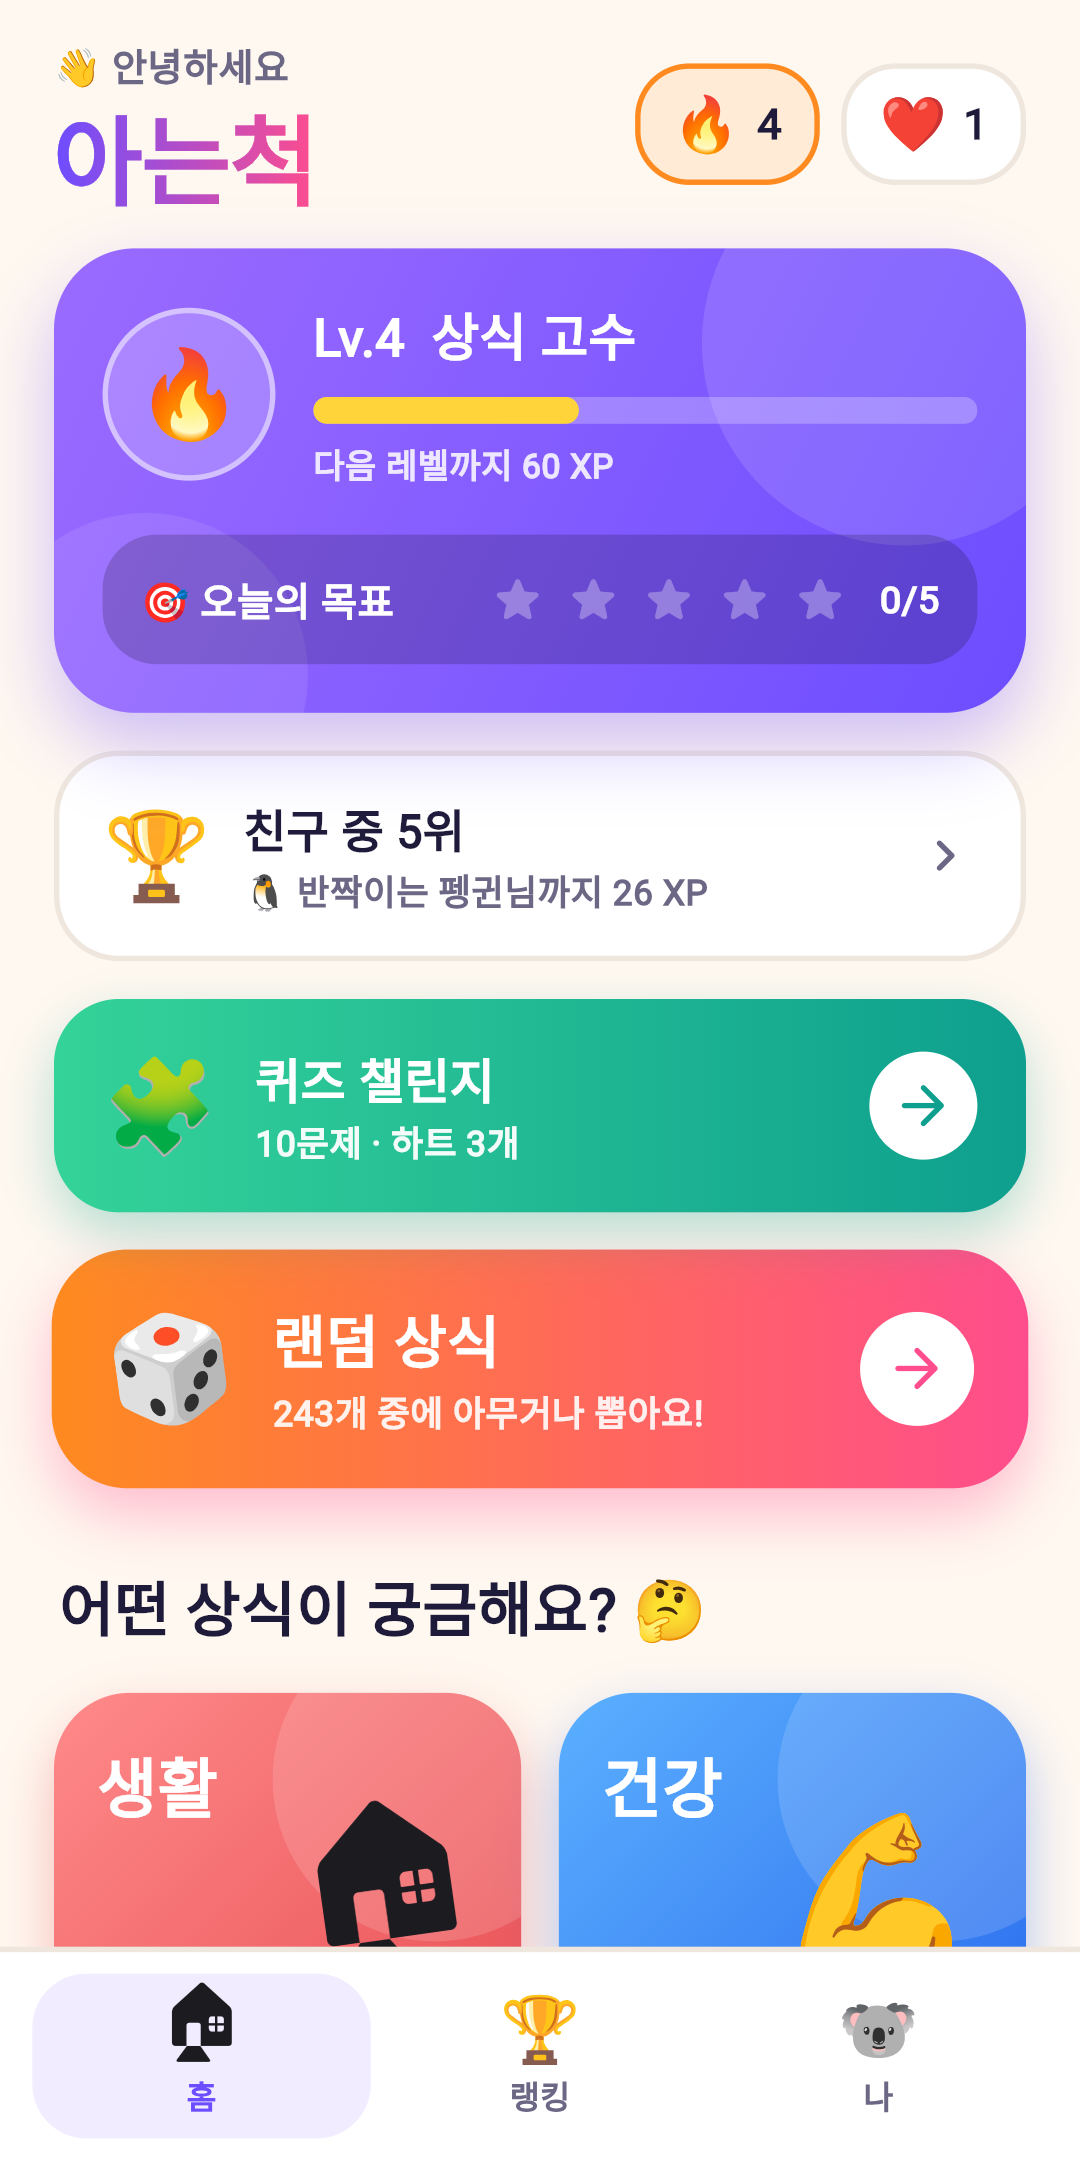 👋 안녕하세요
아는척
🔥 4
❤️ 1
Lv.4 상식 고수
다음 레벨까지 60 XP
🎯 오늘의 목표
0/5
친구 중 5위
🐧 반짝이는 펭귄님까지 26 XP
퀴즈 챌린지
10문제 · 하트 3개
랜덤 상식
243개 중에 아무거나 뽑아요!
어떤 상식이 궁금해요? 🤔
생활
건강
홈
랭킹
나